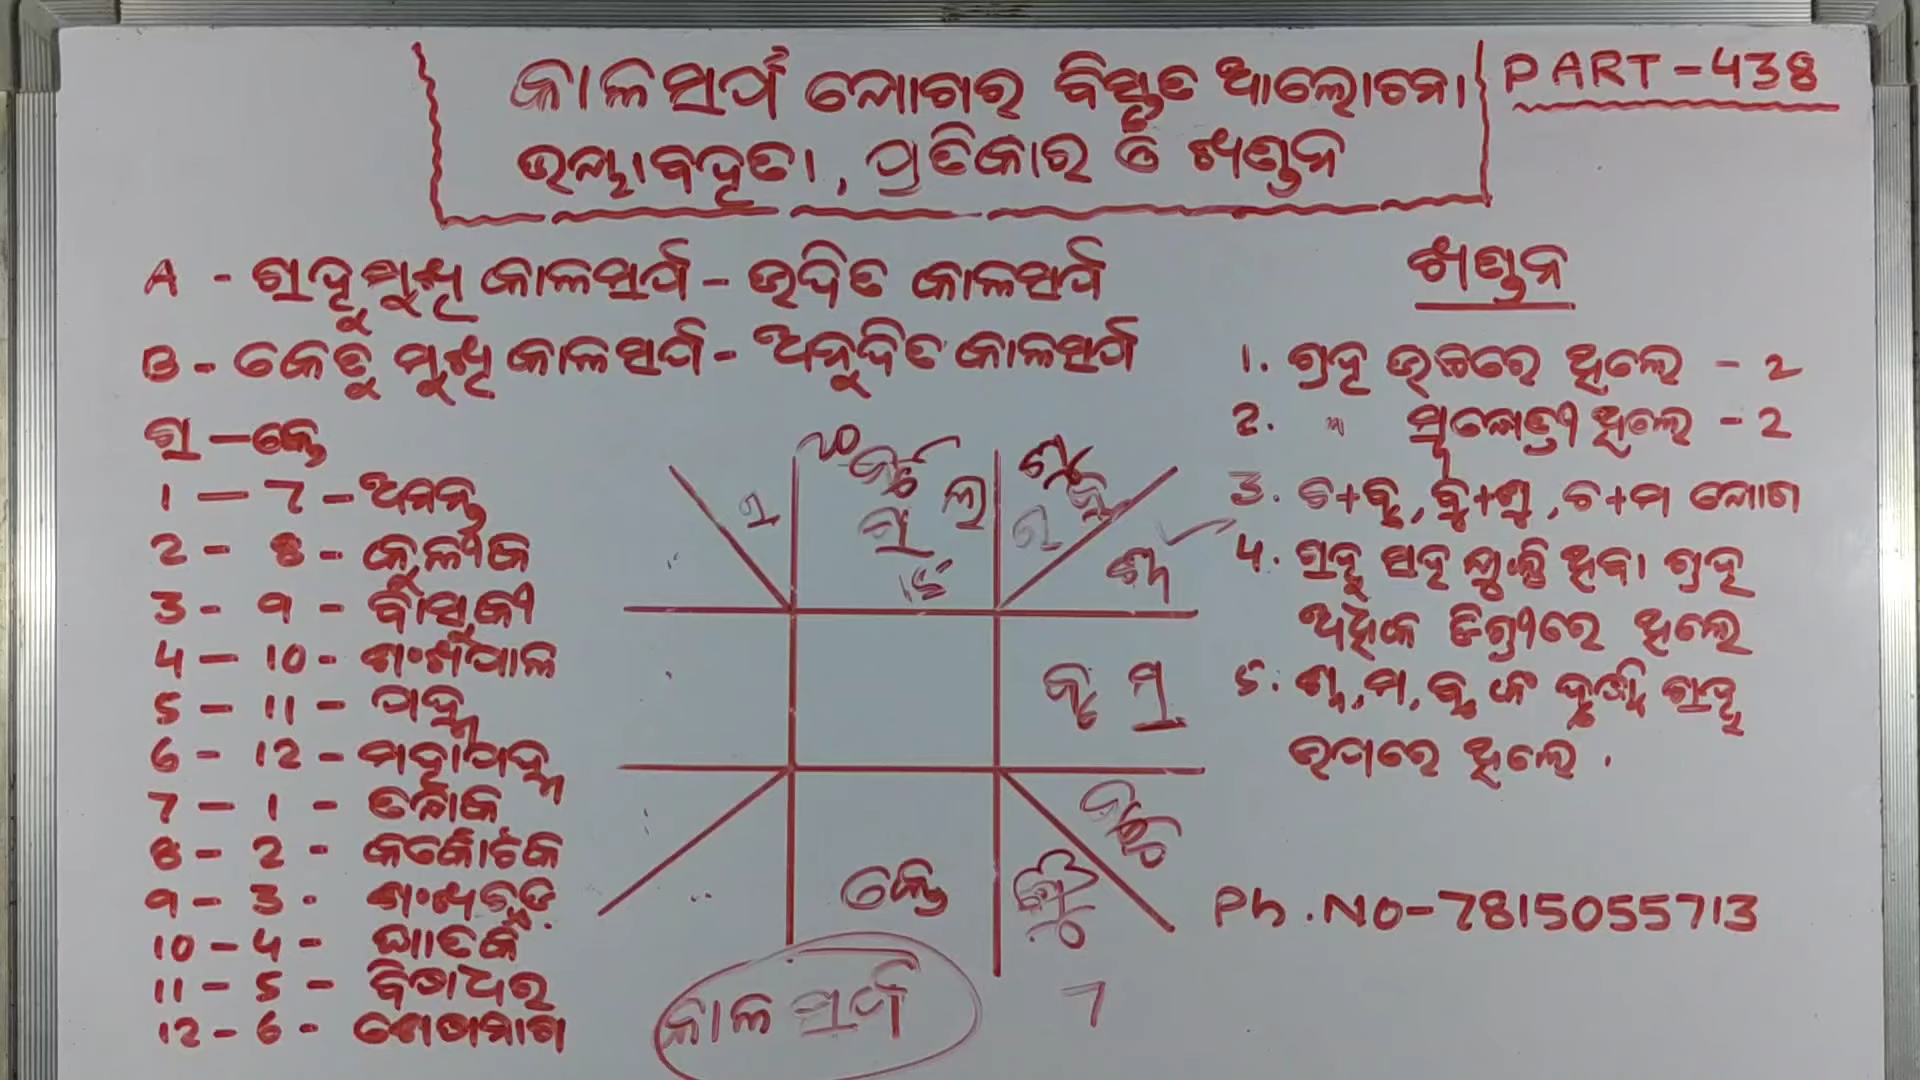 କାଳସର୍ପ ଯୋଗର ବିସ୍ତୃତ ଆଲୋଚନା
ଭୟାବହତା, ପ୍ରତିକାର ଓ ଖଣ୍ଡନ
PART-438
A - ରାହୁମୁଖି କାଳସର୍ପ - ଉଦିତ କାଳସର୍ପ
B - କେତୁ ମୁଖି କାଳସର୍ପ - ଅନୁଦିତ କାଳସର୍ପ
ରା - କେ
1 - 7 - ଅନନ୍ତ
2 - 8 - କୁଳୀକ
3 - 9 - ବାସୁକୀ
4 - 10 - ଶଂଖପାଳ
5 - 11 - ପଦ୍ମ
6 - 12 - ମହାପଦ୍ମ
7 - 1 - ତକ୍ଷକ
8 - 2 - କର୍କୋଟକ
9 - 3 - ଶଂଖଚୂଡ
10 - 4 - ଘାତକ
11 - 5 - ବିଷଧର
12 - 6 - ଶେଷନାଗ
ଲ
କେ
କାଳସର୍ପ
7
ଖଣ୍ଡନ
1. ଗ୍ରହ ଉଚ୍ଚରେ ଥିଲେ - 2
2. " ସ୍ୱକ୍ଷେତ୍ରୀ ଥିଲେ - 2
3. ଚ+ବୃ, ବୁ+ଶୁ, ଚ+ମ ଯୋଗ
4. ରାହୁ ସହ ଯୁକ୍ତି ଥିବା ଗ୍ରହ
ଅଧିକ ଡିଗ୍ରୀରେ ଥିଲେ
5. ଶୁ, ମ, ବୃ ଙ୍କ ଦୃଷ୍ଟି ରାହୁ
ଉପରେ ଥିଲେ.
Ph.No-7815055713